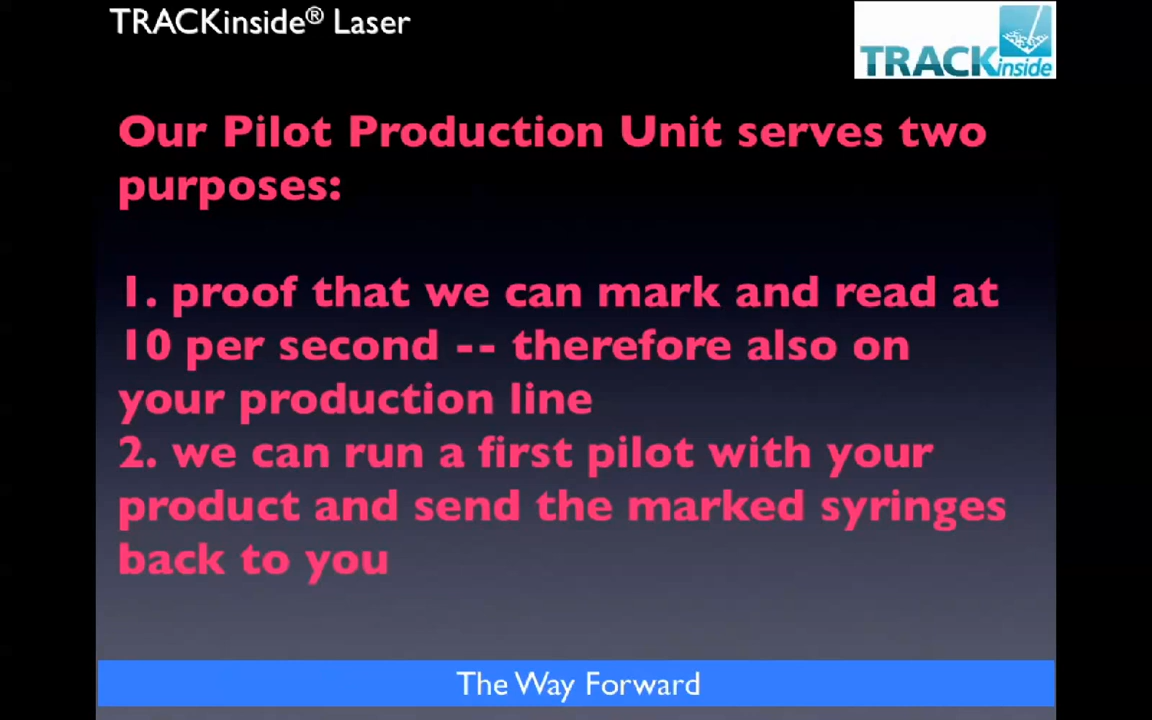 TRACKinside® Laser
TRACKinside
Our Pilot Production Unit serves two
purposes:
1. proof that we can mark and read at
10 per second -- therefore also on
your production line
2. we can run a first pilot with your
product and send the marked syringes
back to you
The Way Forward